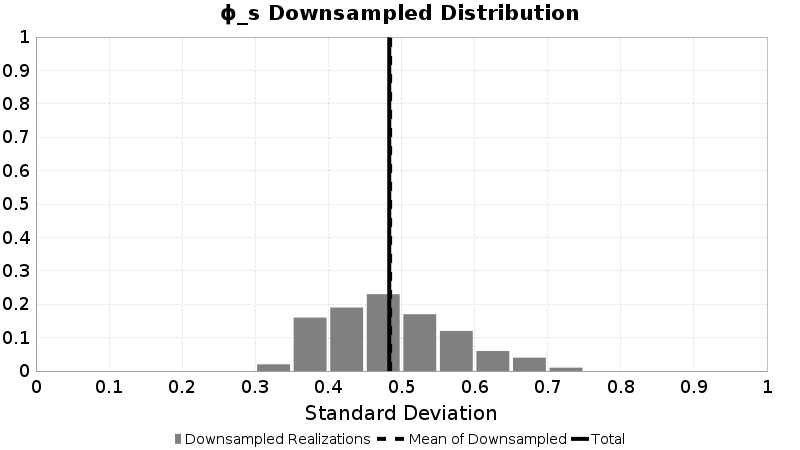 ϕ_s Downsampled Distribution
1
0.9
0.8
0.7
0.6
0.5
0.4
0.3
0.2
0.1
0
0 0.1 0.2 0.3 0.4 0.5 0.6 0.7 0.8 0.9 1
Standard Deviation
Downsampled Realizations Mean of Downsampled Total